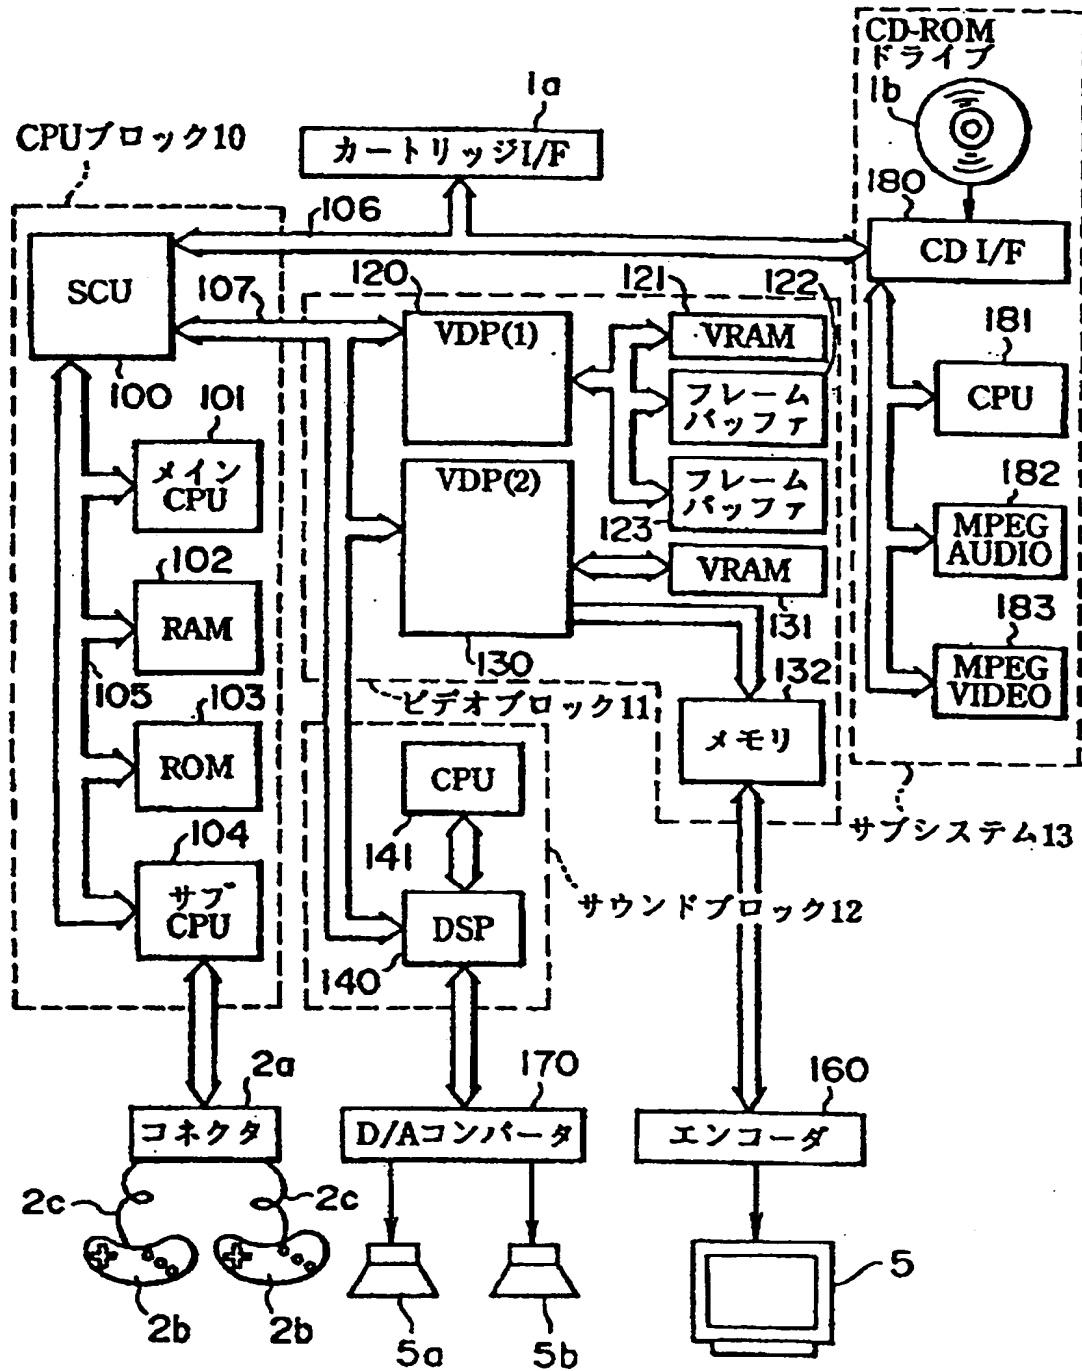 CD-ROM
ドライブ
1b
1a
カートリッジI/F
CPUブロック10
106
180
CD I/F
SCU
107
100
120
VDP(1)
121
122
VRAM
フレーム
バッファ
フレーム
バッファ
123
VDP(2)
VRAM
131
130
181
CPU
182
MPEG
AUDIO
183
MPEG
VIDEO
101
メイン
CPU
102
RAM
105
103
ROM
104
サブ
CPU
ビデオブロック11
132
メモリ
CPU
141
DSP
140
サウンドブロック12
サブシステム13
2a
コネクタ
170
D/Aコンバータ
160
エンコーダ
2c
2c
2b
2b
5a
5b
5